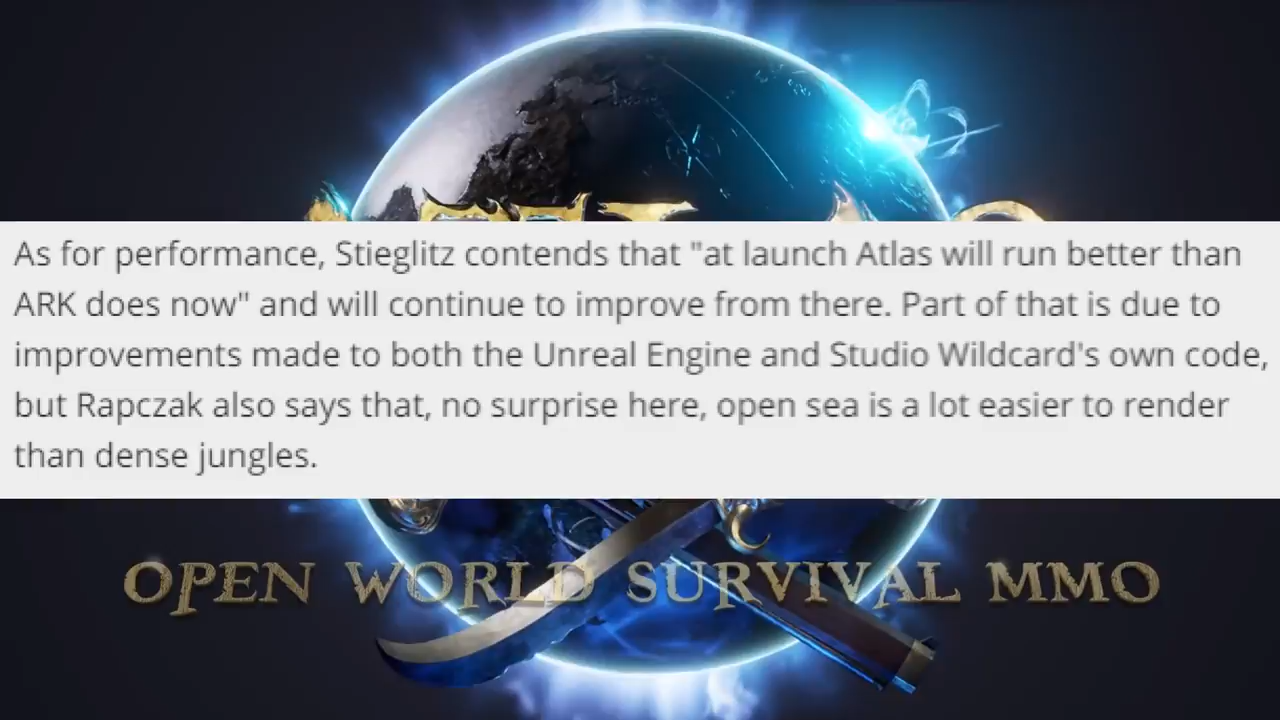 As for performance, Stieglitz contends that "at launch Atlas will run better than
ARK does now" and will continue to improve from there. Part of that is due to
improvements made to both the Unreal Engine and Studio Wildcard's own code,
but Rapczak also says that, no surprise here, open sea is a lot easier to render
than dense jungles.
OPEN WORLD SURVIVAL MMO